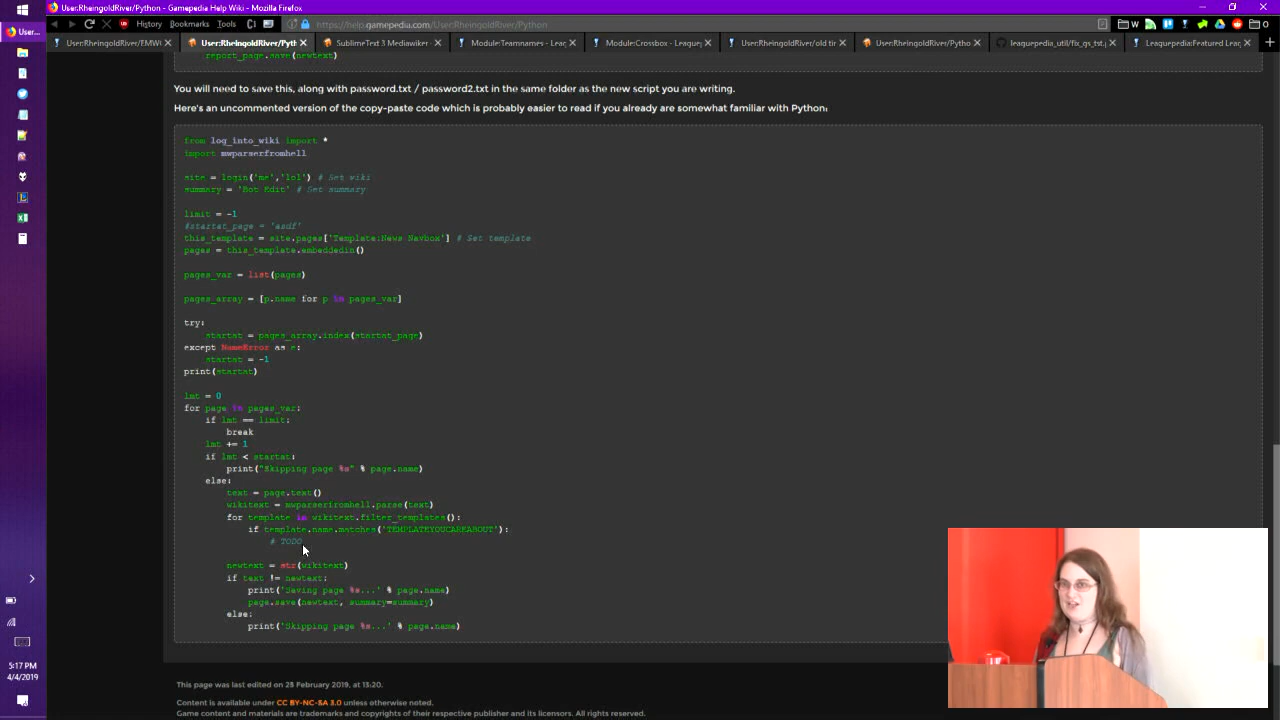 User:RheingoldRiver/Python - Gamepedia Help Wiki - Mozilla Firefox
History Bookmarks Tools
https://help.gamepedia.com/User:RheingoldRiver/Python
W
O
User:
User:RheingoldRiver/EMW
User:RheingoldRiver/Pyth
SublimeText 3 Mediawiker -
Module:Teamnames - Leag
Module:Crossbox - League
User:RheingoldRiver/old tir
User:RheingoldRiver/Pytho
leaguepedia_util/fix_qs_tst.p
Leaguepedia:Featured Leag
report_page.save(newtext)
You will need to save this, along with password.txt / password2.txt in the same folder as the new script you are writing.
Here's an uncommented version of the copy-paste code which is probably easier to read if you already are somewhat familiar with Python:
from log_into_wiki import *
import mwparserfromhell
site = login('me','lol') # Set wiki
summary = 'Bot Edit' # Set summary
limit = -1
#startat_page = 'asdf'
this_template = site.pages['Template:News Navbox'] # Set template
pages = this_template.embeddedin()
pages_var = list(pages)
pages_array = [p.name for p in pages_var]
try:
startat = pages_array.index(startat_page)
except NameError as e:
startat = -1
print(startat)
lmt = 0
for page in pages_var:
if lmt == limit:
break
lmt += 1
if lmt < startat:
print("Skipping page %s" % page.name)
else:
text = page.text()
wikitext = mwparserfromhell.parse(text)
for template in wikitext.filter_templates():
if template.name.matches('TEMPLATEYOUCAREABOUT'):
# TODO
newtext = str(wikitext)
if text != newtext:
print('Saving page %s...' % page.name)
page.save(newtext, summary=summary)
else:
print('Skipping page %s...' % page.name)
This page was last edited on 28 February 2019, at 13:20.
Content is available under CC BY-NC-SA 3.0 unless otherwise noted.
Game content and materials are trademarks and copyrights of their respective publisher and its licensors. All rights reserved.
5:17 PM
4/4/2019